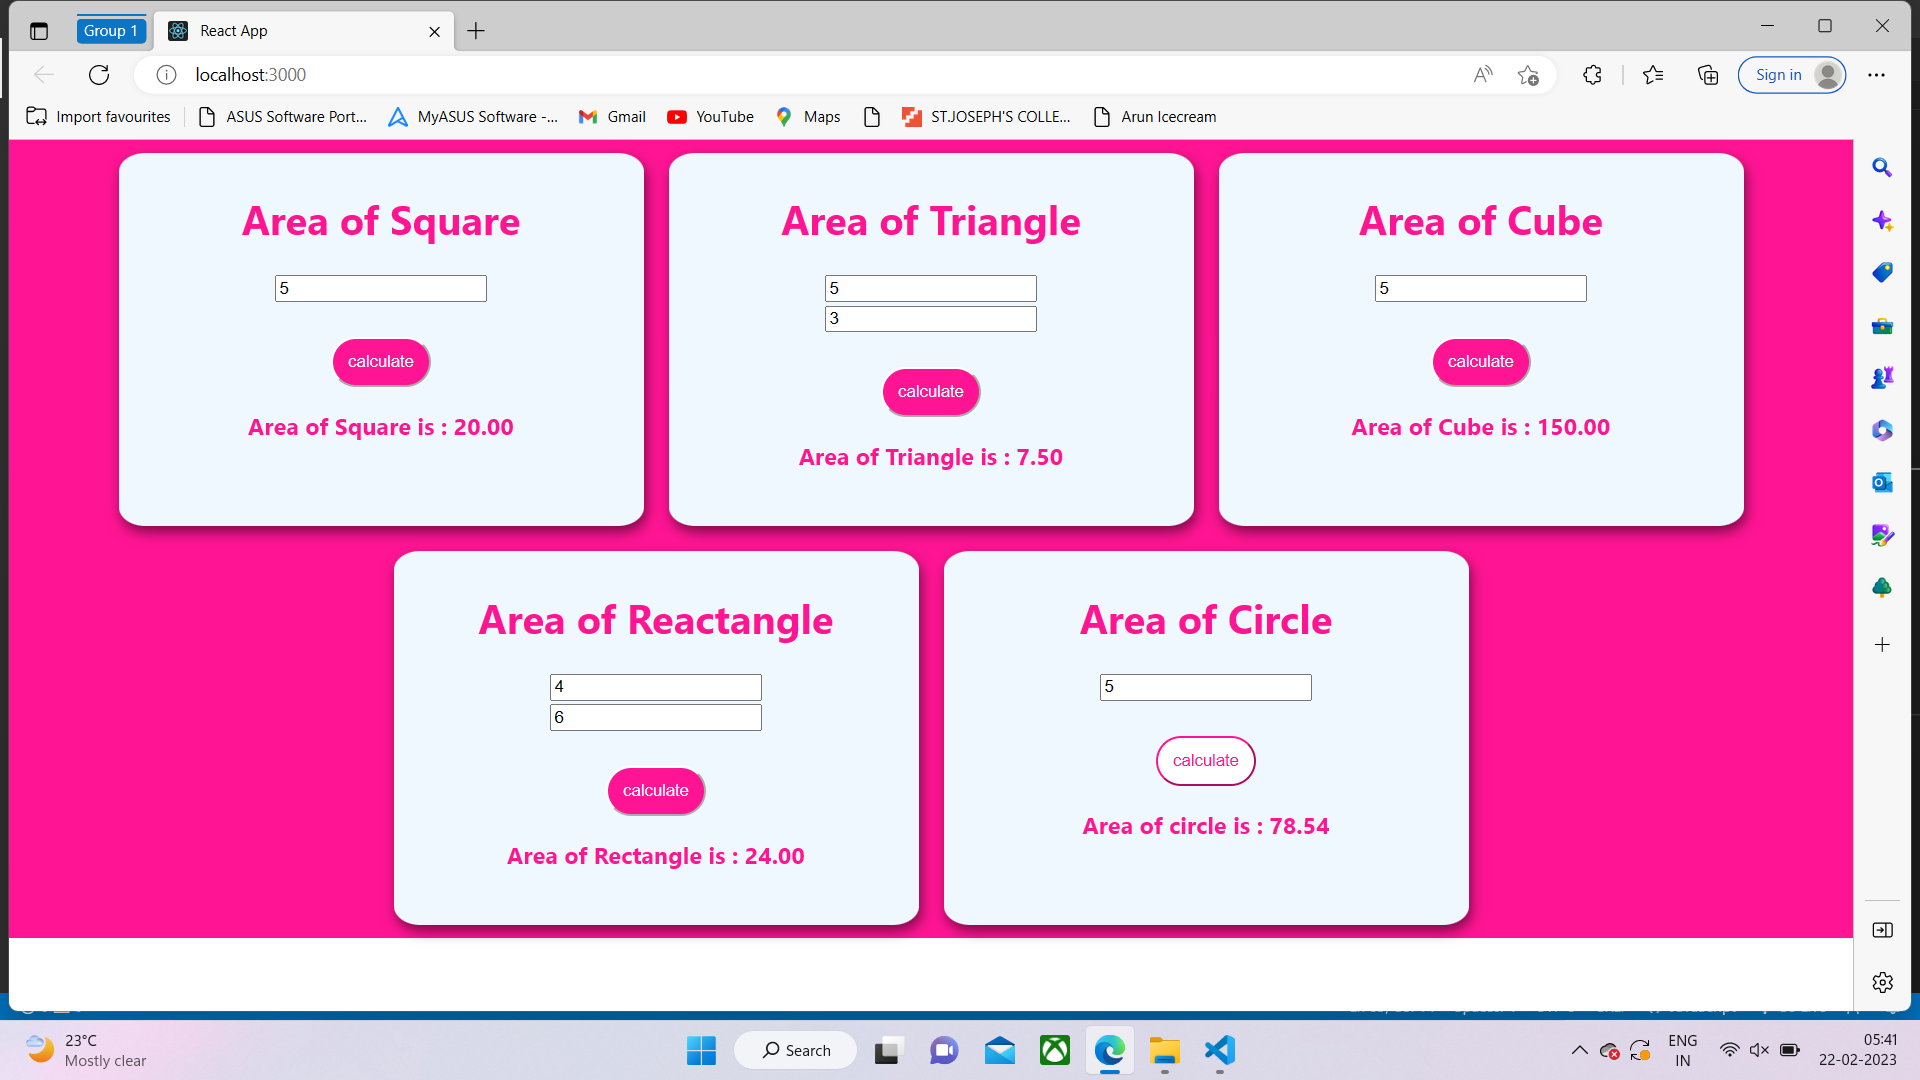 Group 1
React App
localhost:3000
Sign in
Import favourites
ASUS Software Port...
MyASUS Software -...
Gmail
YouTube
Maps
ST.JOSEPH'S COLLE...
Arun Icecream
Area of Square
5
calculate
Area of Square is : 20.00
Area of Triangle
5
3
calculate
Area of Triangle is : 7.50
Area of Cube
5
calculate
Area of Cube is : 150.00
Area of Reactangle
4
6
calculate
Area of Rectangle is : 24.00
Area of Circle
5
calculate
Area of circle is : 78.54
23°C
Mostly clear
Search
ENG
IN
05:41
22-02-2023